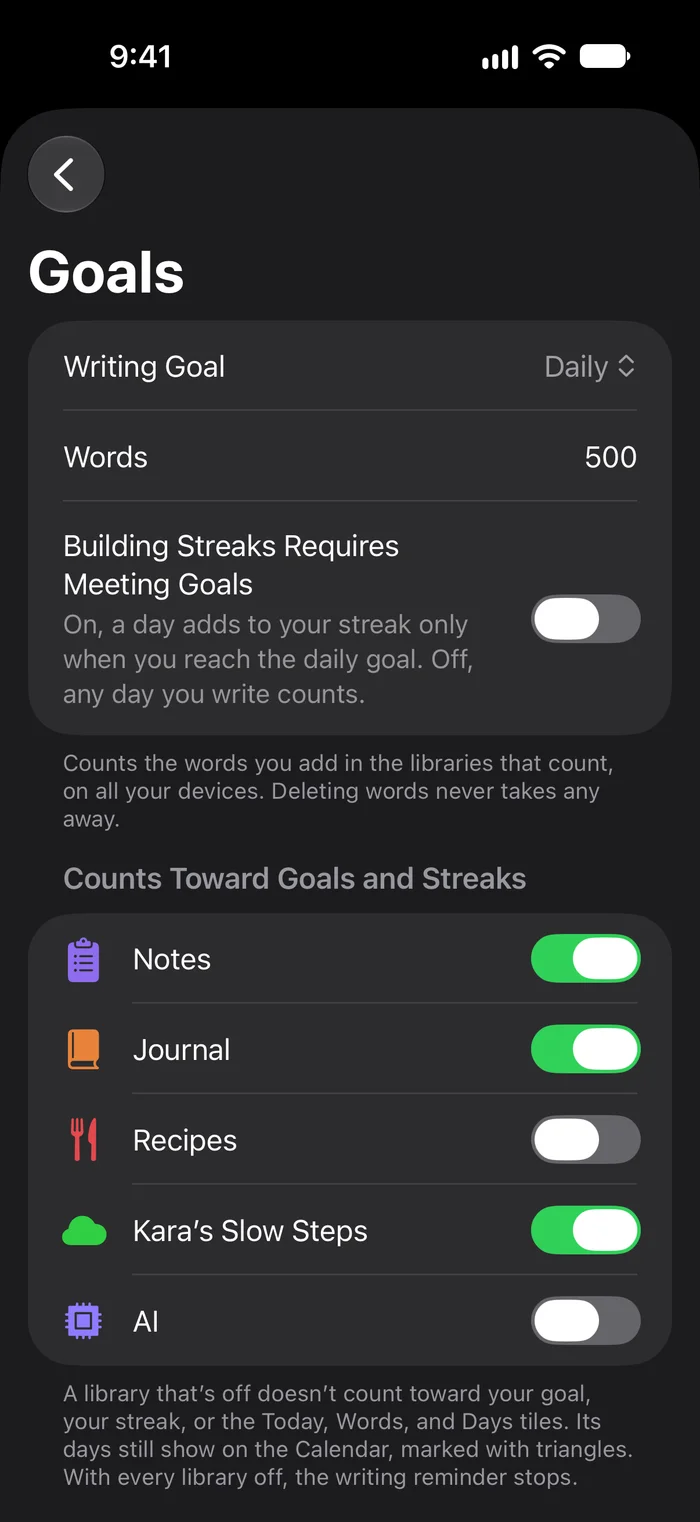 9:41
Goals
Writing Goal
Daily
Words
500
Building Streaks Requires
Meeting Goals
On, a day adds to your streak only
when you reach the daily goal. Off,
any day you write counts.
Counts the words you add in the libraries that count,
on all your devices. Deleting words never takes any
away.
Counts Toward Goals and Streaks
Notes
Journal
Recipes
Kara’s Slow Steps
AI
A library that’s off doesn’t count toward your goal,
your streak, or the Today, Words, and Days tiles. Its
days still show on the Calendar, marked with triangles.
With every library off, the writing reminder stops.